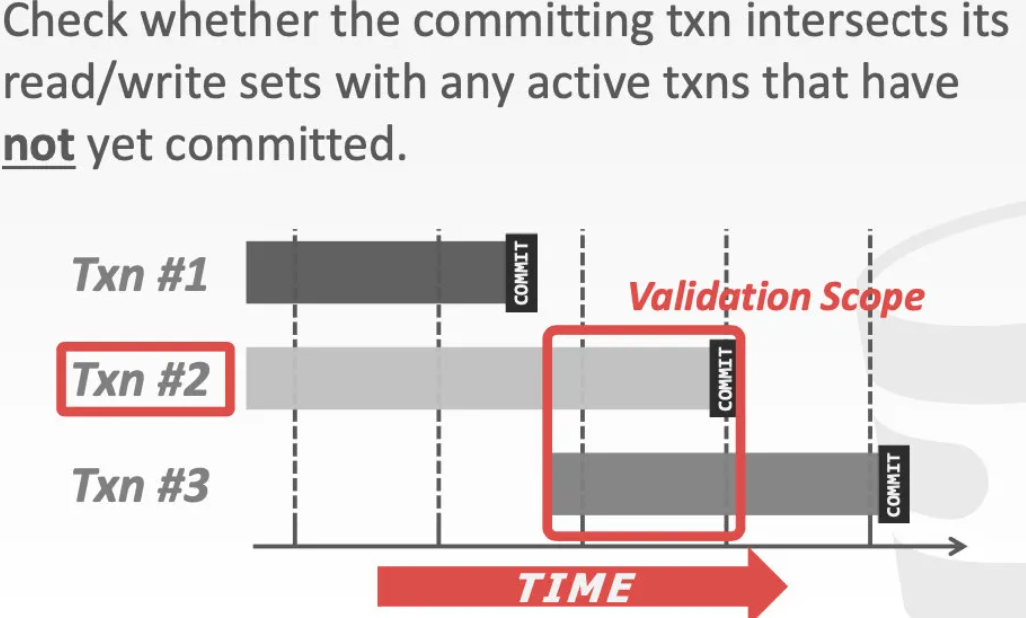 Check whether the committing txn intersects its
read/write sets with any active txns that have
not yet committed.
Txn #1
COMMIT
Validation Scope
Txn #2
COMMIT
Txn #3
COMMIT
TIME